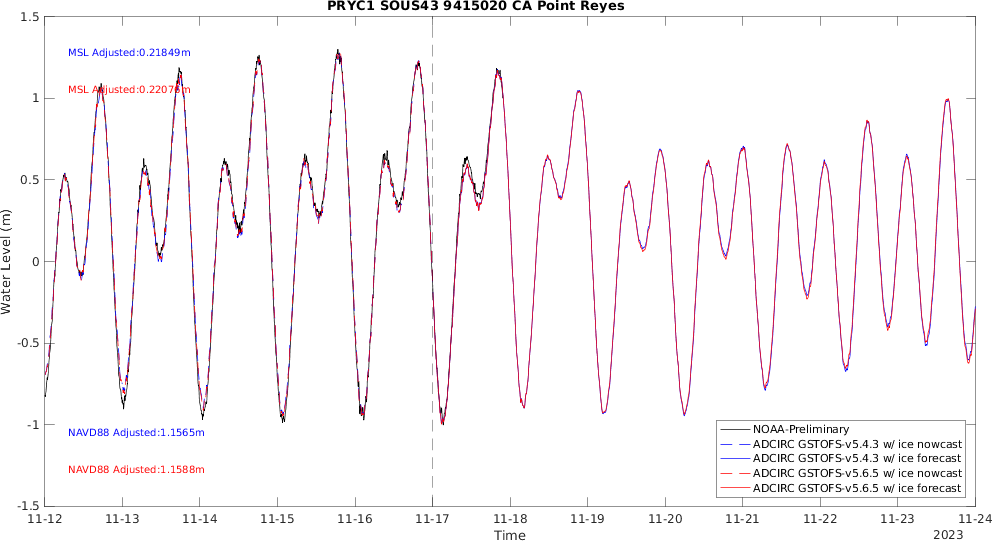 PRYC1 SOUS43 9415020 CA Point Reyes
1.5
1
0.5
0
-0.5
-1
-1.5
Water Level (m)
MSL Adjusted:0.21849m
MSL Adjusted:0.22076m
NAVD88 Adjusted:1.1565m
NAVD88 Adjusted:1.1588m
NOAA-Preliminary
ADCIRC GSTOFS-v5.4.3 w/ ice nowcast
ADCIRC GSTOFS-v5.4.3 w/ ice forecast
ADCIRC GSTOFS-v5.6.5 w/ ice nowcast
ADCIRC GSTOFS-v5.6.5 w/ ice forecast
11-12 11-13 11-14 11-15 11-16 11-17 11-18 11-19 11-20 11-21 11-22 11-23 11-24
Time
2023